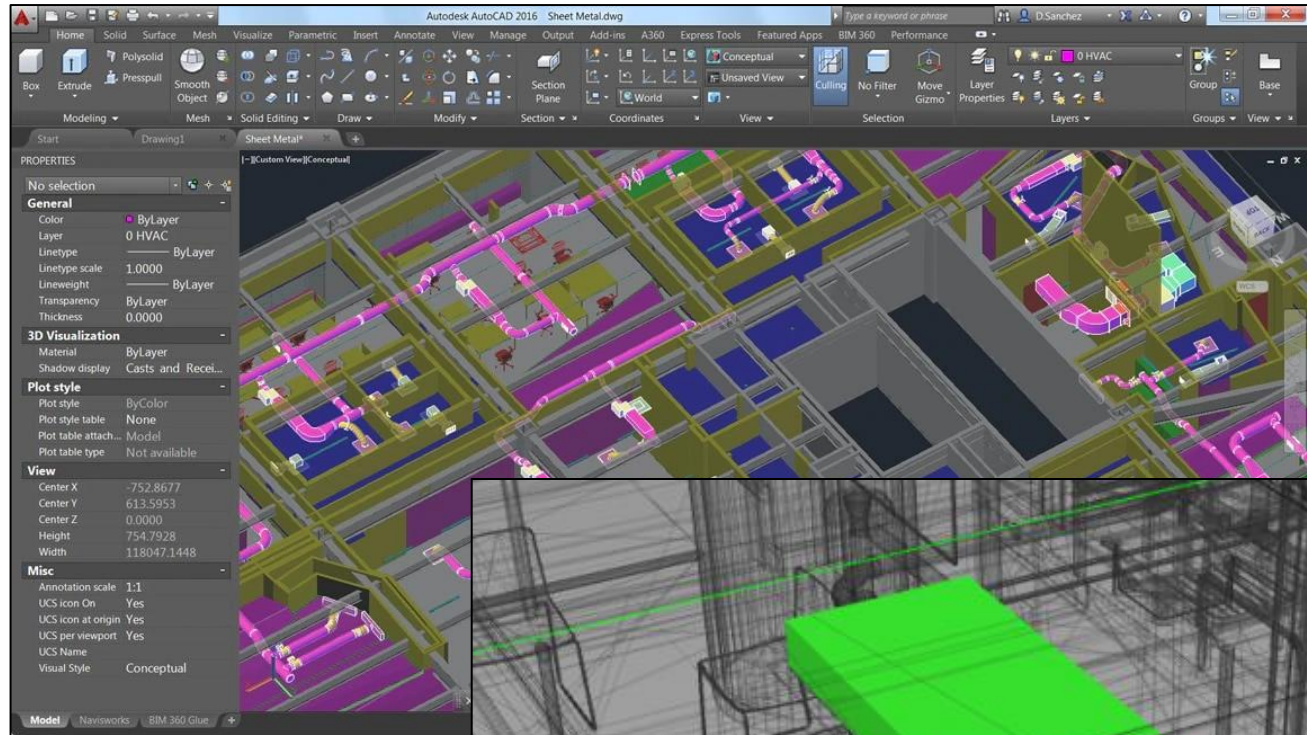 Autodesk AutoCAD 2016 Sheet Metal.dwg
Type a keyword or phrase
D.Sanchez
Home Solid Surface Mesh Visualize Parametric Insert Annotate View Manage Output Add-ins A360 Express Tools Featured Apps BIM 360 Performance
Box
Extrude
Polysolid
Presspull
Smooth
Object
Section
Plane
World
Conceptual
Unsaved View
Culling
No Filter
Move
Gizmo
Layer
Properties
0 HVAC
Group
Base
Modeling Mesh Solid Editing Draw Modify Section Coordinates View Selection Layers Groups View
Start Drawing1 Sheet Metal* +
PROPERTIES
[-][Custom View][Conceptual]
No selection
General
Color ByLayer
Layer 0 HVAC
Linetype ByLayer
Linetype scale 1.0000
Lineweight ByLayer
Transparency ByLayer
Thickness 0.0000
3D Visualization
Material ByLayer
Shadow display Casts and Recei...
Plot style
Plot style ByColor
Plot style table None
Plot table attach... Model
Plot table type Not available
View
Center X -752.8677
Center Y 613.5953
Center Z 0.0000
Height 754.7928
Width 118047.1448
Misc
Annotation scale 1:1
UCS icon On Yes
UCS icon at origin Yes
UCS per viewport Yes
UCS Name
Visual Style Conceptual
Model Navisworks BIM 360 Glue +
TOP
BACK
W
N
WCS